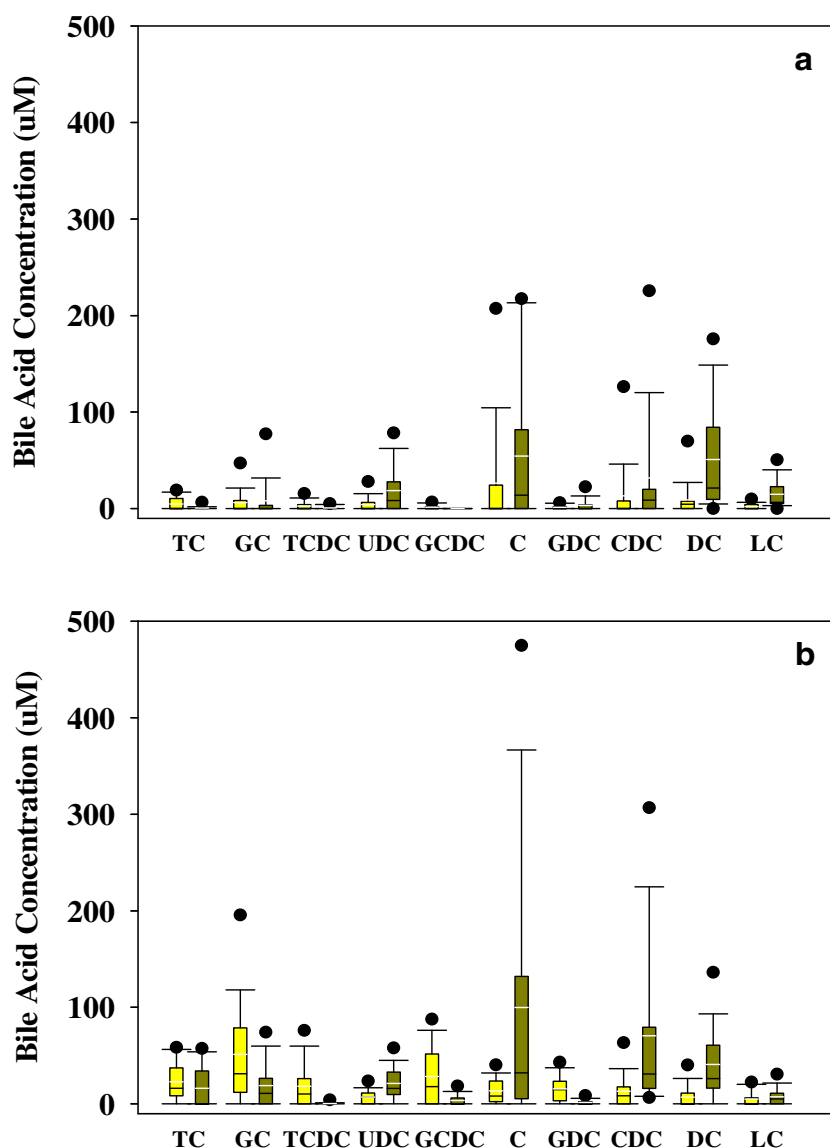 500
a
400
300
200
100
0
Bile Acid Concentration (uM)
TC GC TCDC UDC GCDC C GDC CDC DC LC
500
b
400
300
200
100
0
Bile Acid Concentration (uM)
TC GC TCDC UDC GCDC C GDC CDC DC LC